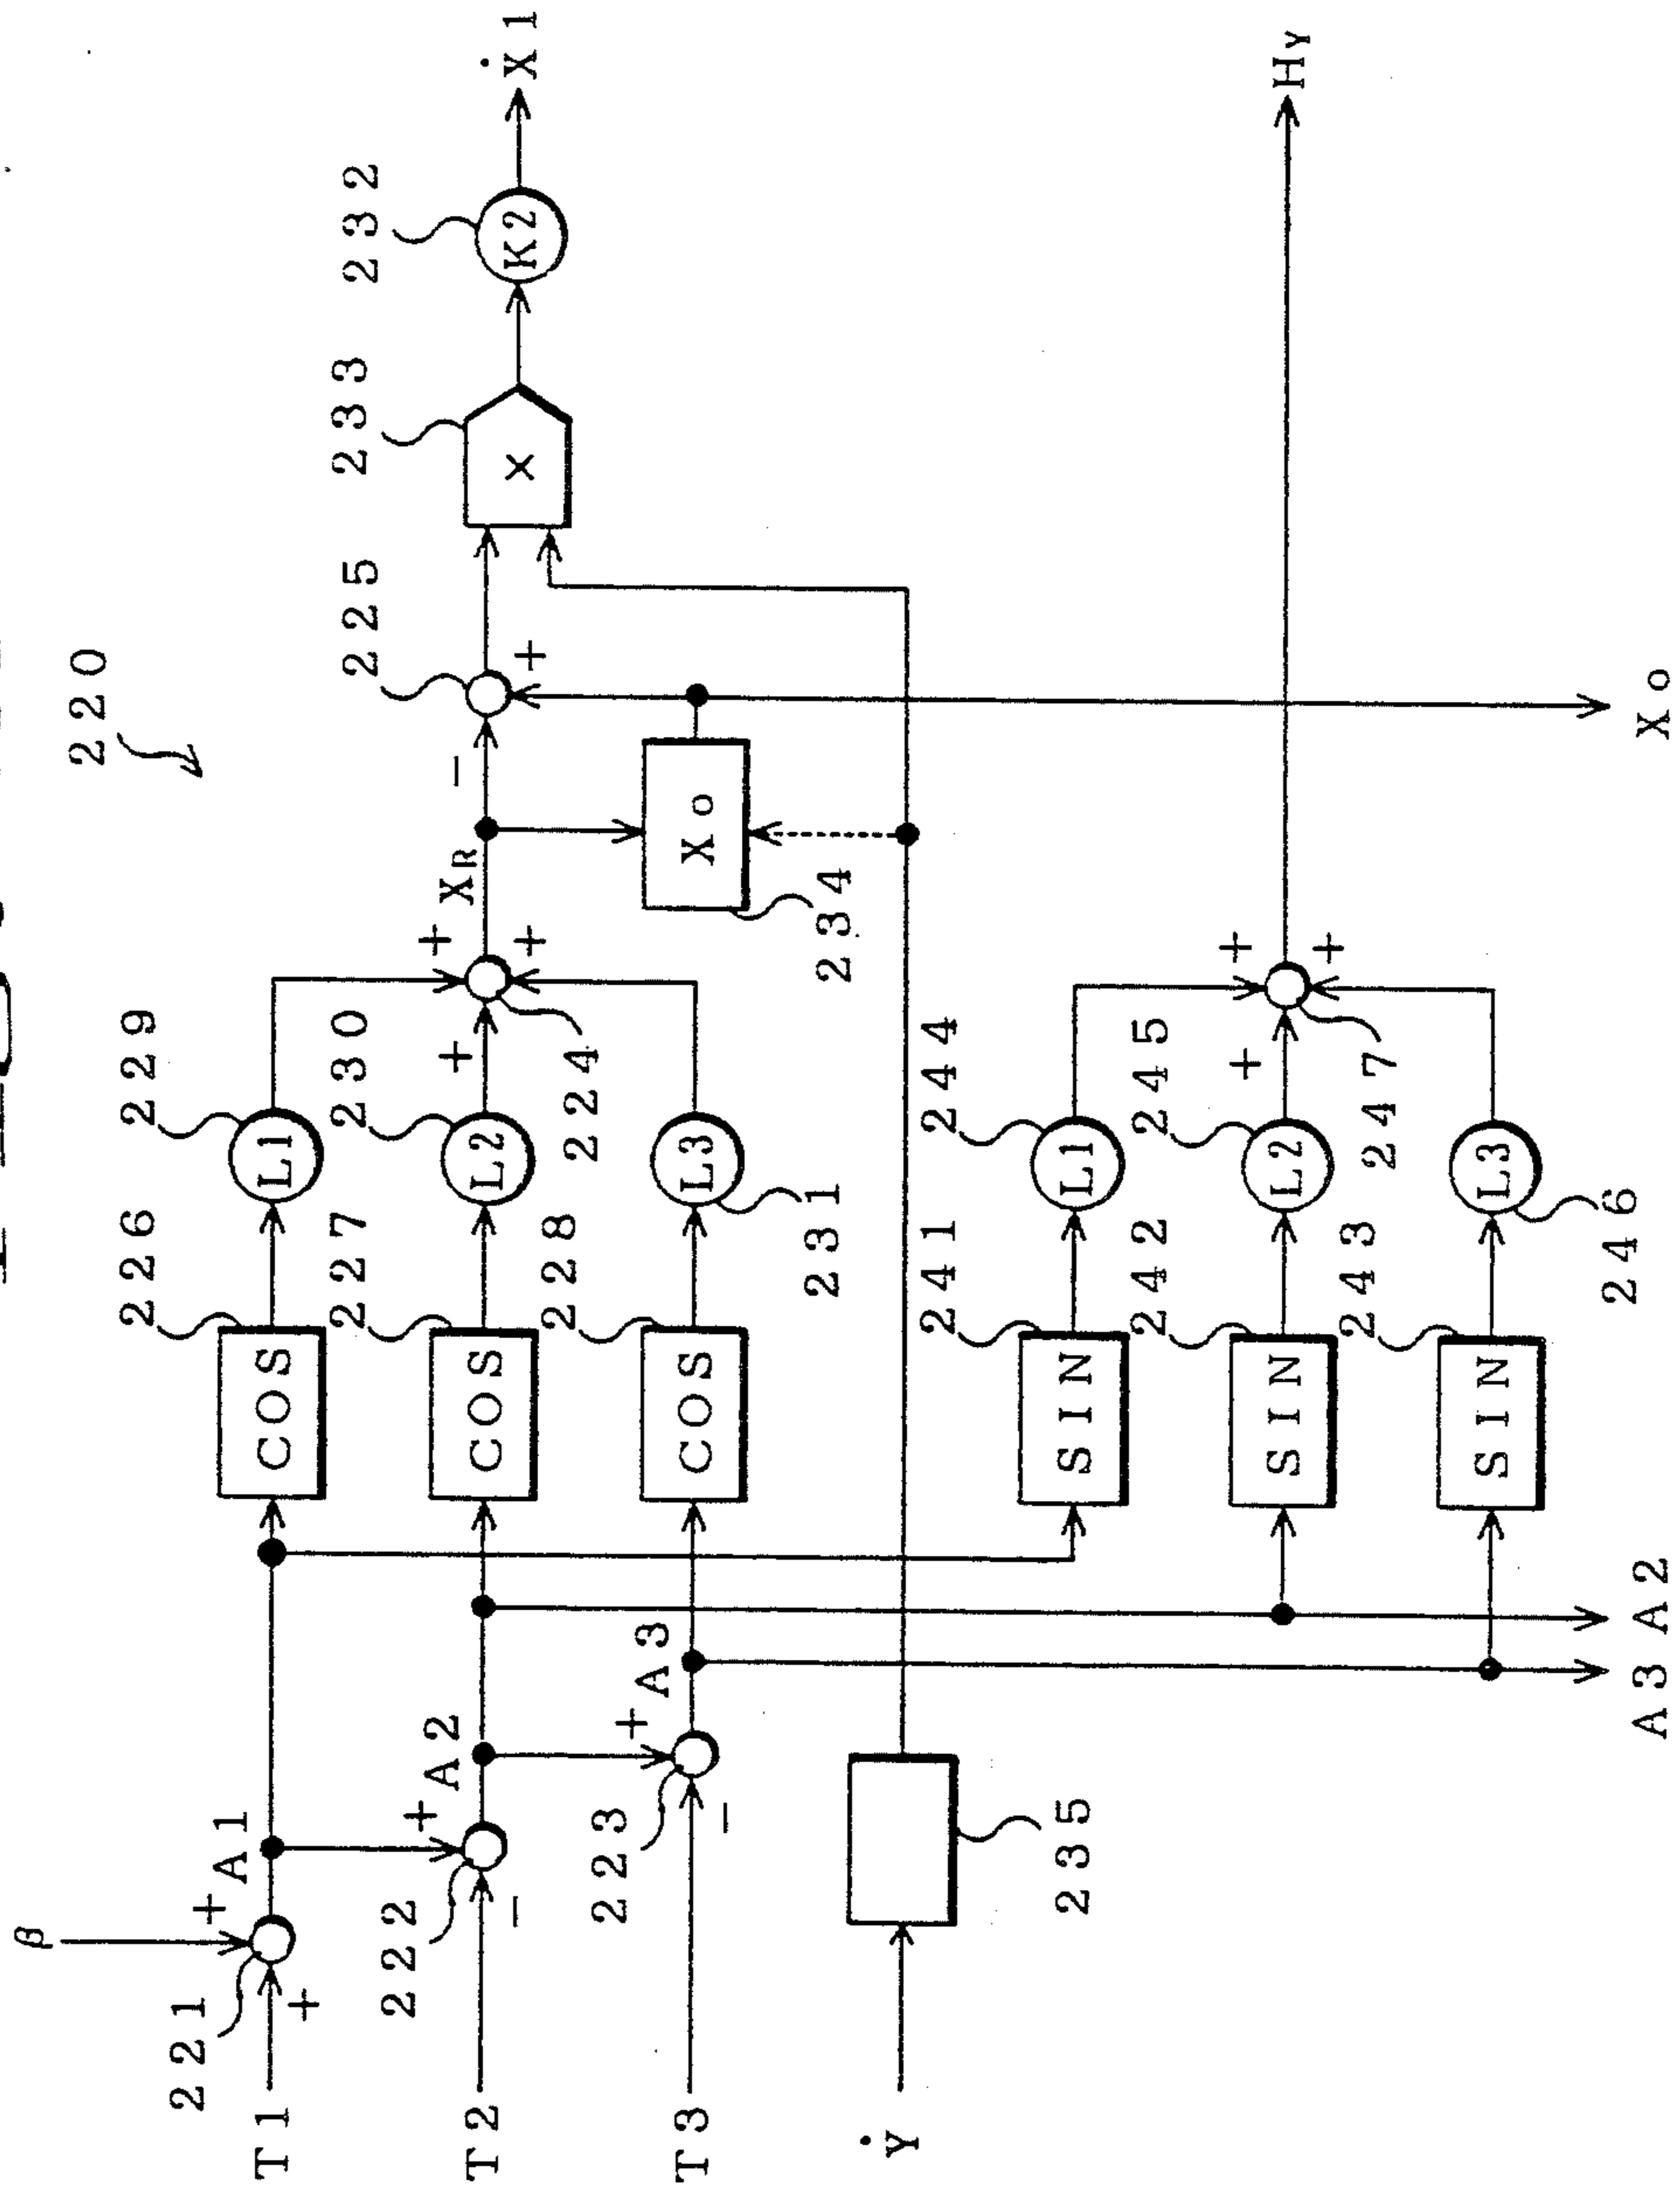 220
β
221
T1
+
+
A1
226
COS
229
L1
222
T2
+
−
A2
227
COS
230
L2
+
+
+
224
XR
−
225
+
233
×
232
K2
Ẋ1
223
T3
+
−
A3
228
COS
231
L3
234
Xo
Ẏ
235
241
SIN
244
L1
242
SIN
245
L2
+
+
+
247
HY
243
SIN
246
L3
A3
A2
Xo